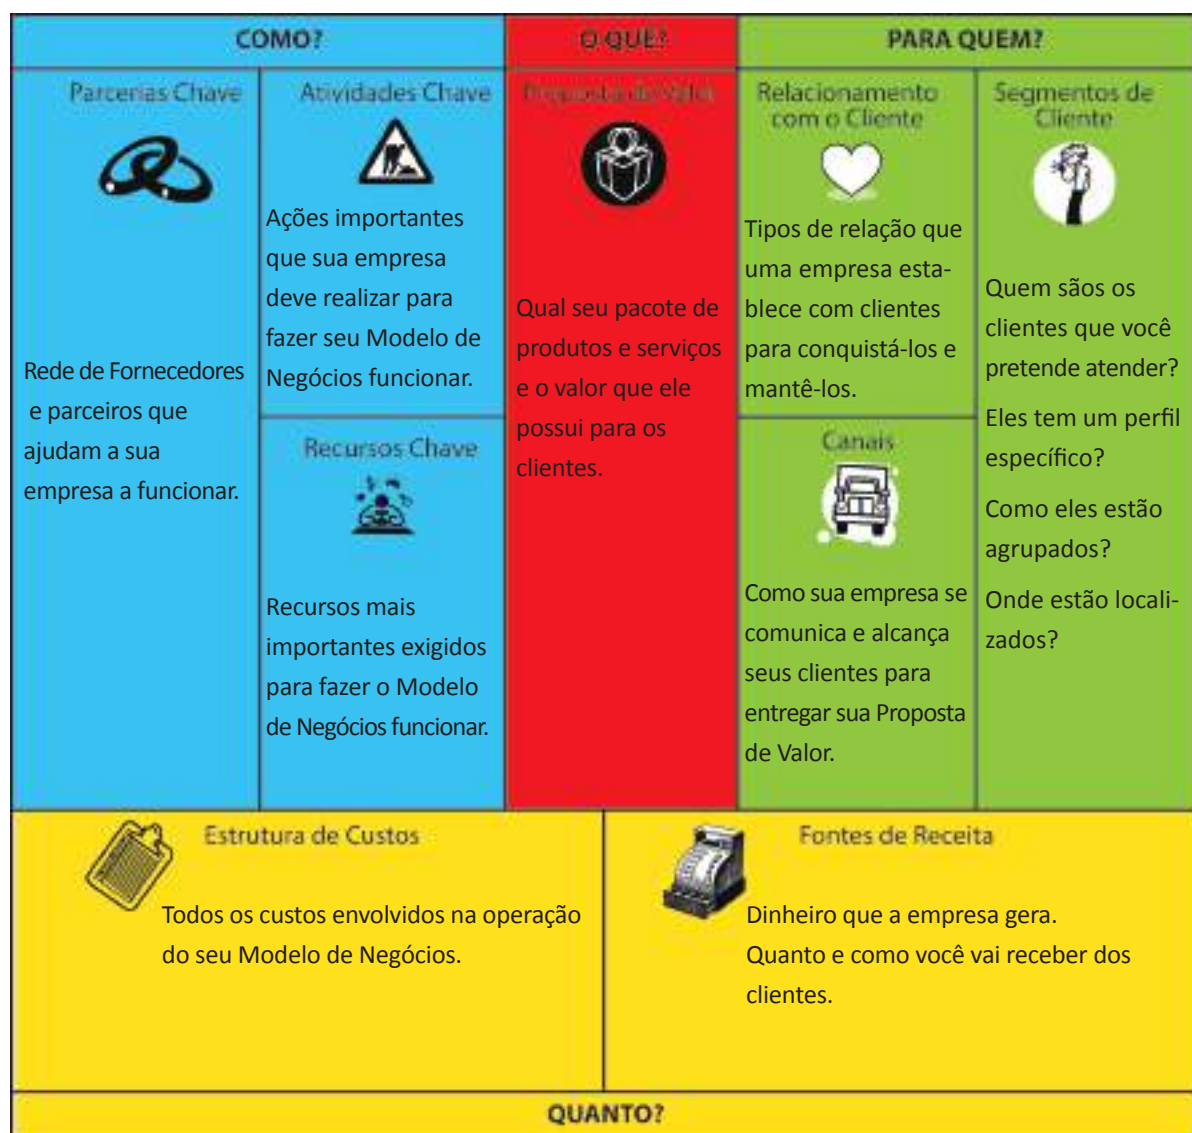 COMO?
O QUE?
PARA QUEM?
Parcerias Chave
Rede de Fornecedores
e parceiros que
ajudam a sua
empresa a funcionar.
Atividades Chave
Ações importantes
que sua empresa
deve realizar para
fazer seu Modelo de
Negócios funcionar.
Recursos Chave
Recursos mais
importantes exigidos
para fazer o Modelo
de Negócios funcionar.
Proposta de Valor
Qual seu pacote de
produtos e serviços
e o valor que ele
possui para os
clientes.
Relacionamento
com o Cliente
Tipos de relação que
uma empresa esta-
blece com clientes
para conquistá-los e
mantê-los.
Canais
Como sua empresa se
comunica e alcança
seus clientes para
entregar sua Proposta
de Valor.
Segmentos de
Cliente
Quem sãos os
clientes que você
pretende atender?
Eles tem um perfil
específico?
Como eles estão
agrupados?
Onde estão locali-
zados?
Estrutura de Custos
Todos os custos envolvidos na operação
do seu Modelo de Negócios.
Fontes de Receita
Dinheiro que a empresa gera.
Quanto e como você vai receber dos
clientes.
QUANTO?